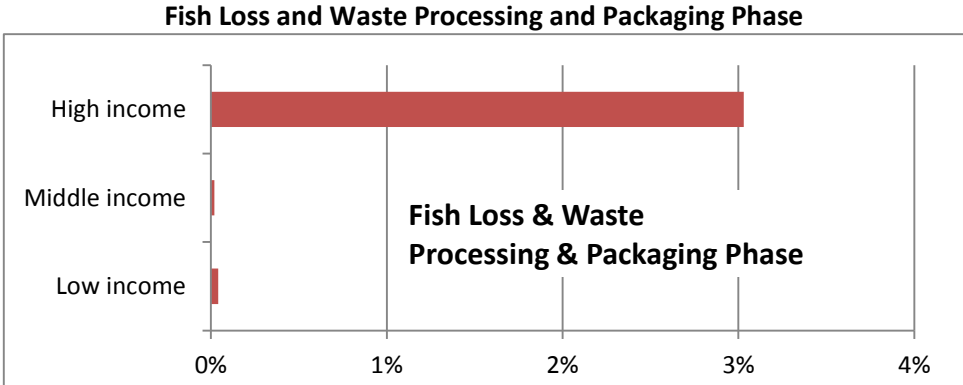 Fish Loss and Waste Processing and Packaging Phase
High income
Middle income
Fish Loss & Waste
Processing & Packaging Phase
Low income
0% 1% 2% 3% 4%